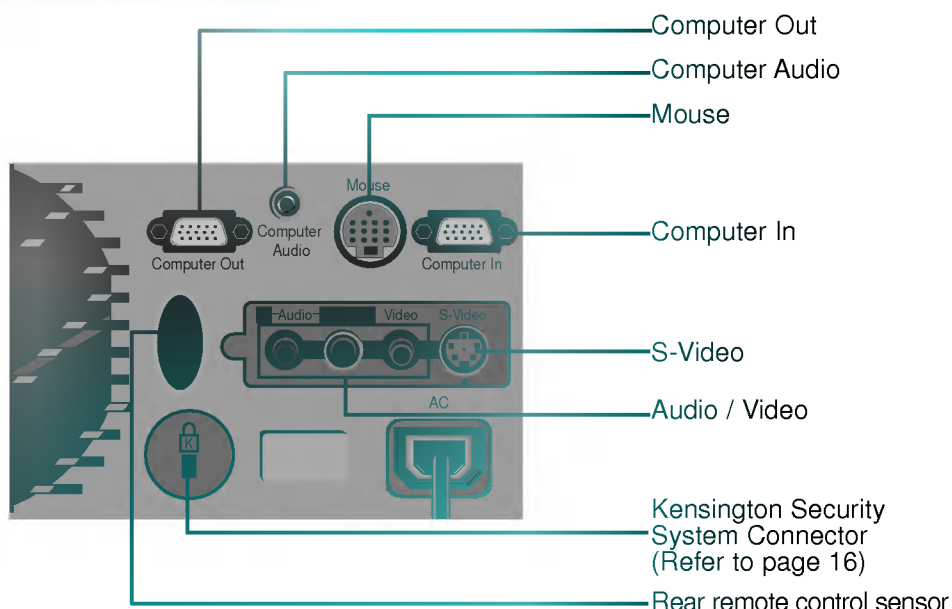 Computer Out
Computer Audio
Mouse
Mouse
Computer
Audio
Computer Out
Computer In
Computer In
Audio
Video
S-Video
S-Video
AC
Audio / Video
K
Kensington Security
System Connector
(Refer to page 16)
Rear remote control sensor